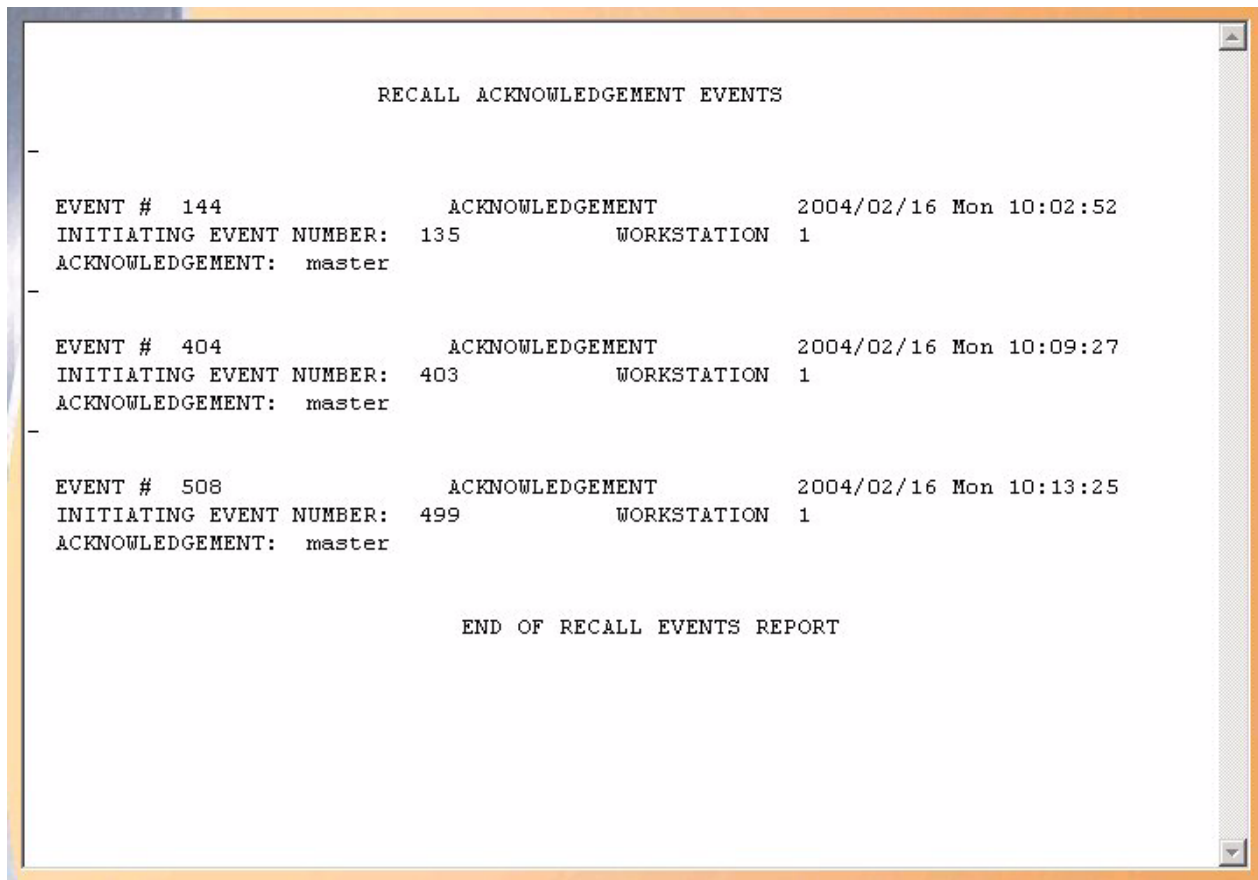 RECALL ACKNOWLEDGEMENT EVENTS
-
EVENT # 144 ACKNOWLEDGEMENT 2004/02/16 Mon 10:02:52
INITIATING EVENT NUMBER: 135 WORKSTATION 1
ACKNOWLEDGEMENT: master
-
EVENT # 404 ACKNOWLEDGEMENT 2004/02/16 Mon 10:09:27
INITIATING EVENT NUMBER: 403 WORKSTATION 1
ACKNOWLEDGEMENT: master
-
EVENT # 508 ACKNOWLEDGEMENT 2004/02/16 Mon 10:13:25
INITIATING EVENT NUMBER: 499 WORKSTATION 1
ACKNOWLEDGEMENT: master
END OF RECALL EVENTS REPORT